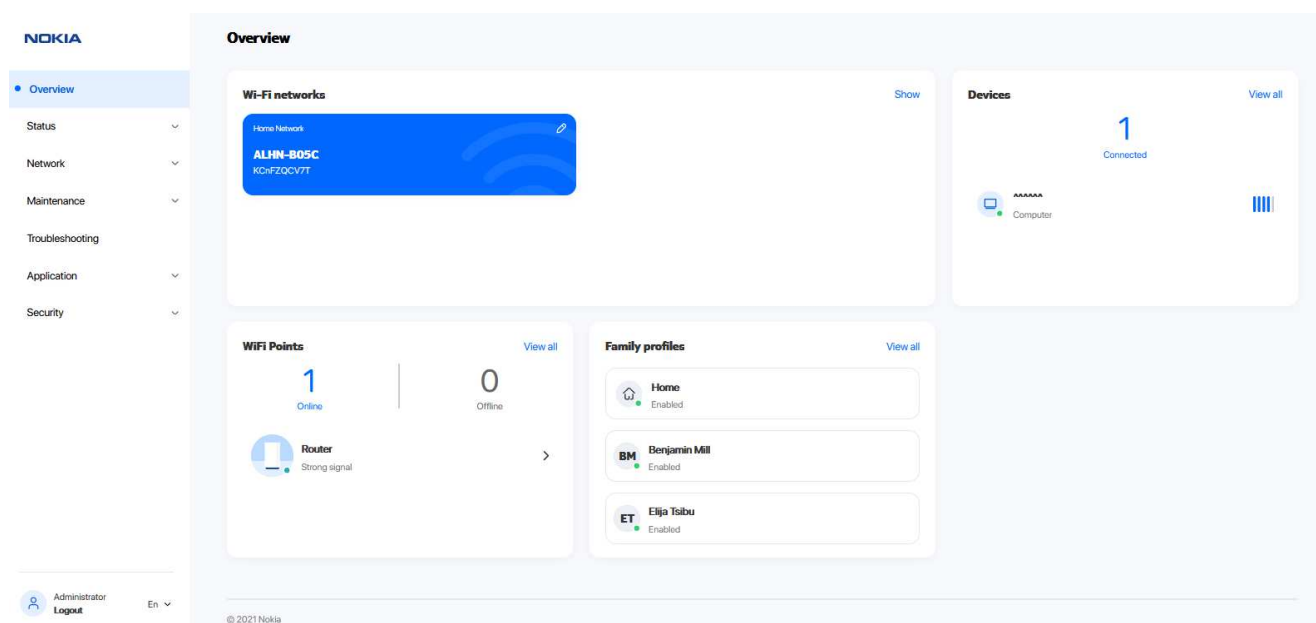 NOKIA
Overview
Status
Network
Maintenance
Troubleshooting
Application
Security
Administrator
Logout
En
Overview
Wi-Fi networks
Show
Home Network
ALHN-B05C
KCnFZQCV7T
Devices
View all
1
Connected
^^^^^^
Computer
WiFi Points
View all
1
Online
0
Offline
Router
Strong signal
Family profiles
View all
Home
Enabled
BM
Benjamin Mill
Enabled
ET
Elija Tsibu
Enabled
© 2021 Nokia